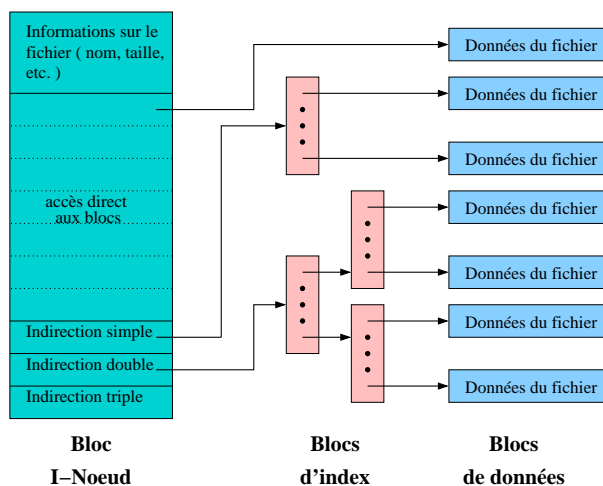 Informations sur le
fichier ( nom, taille,
etc. )
accès direct
aux blocs
Indirection simple
Indirection double
Indirection triple
Données du fichier
Données du fichier
Données du fichier
Données du fichier
Données du fichier
Données du fichier
Données du fichier
Bloc
I−Noeud
Blocs
d'index
Blocs
de données